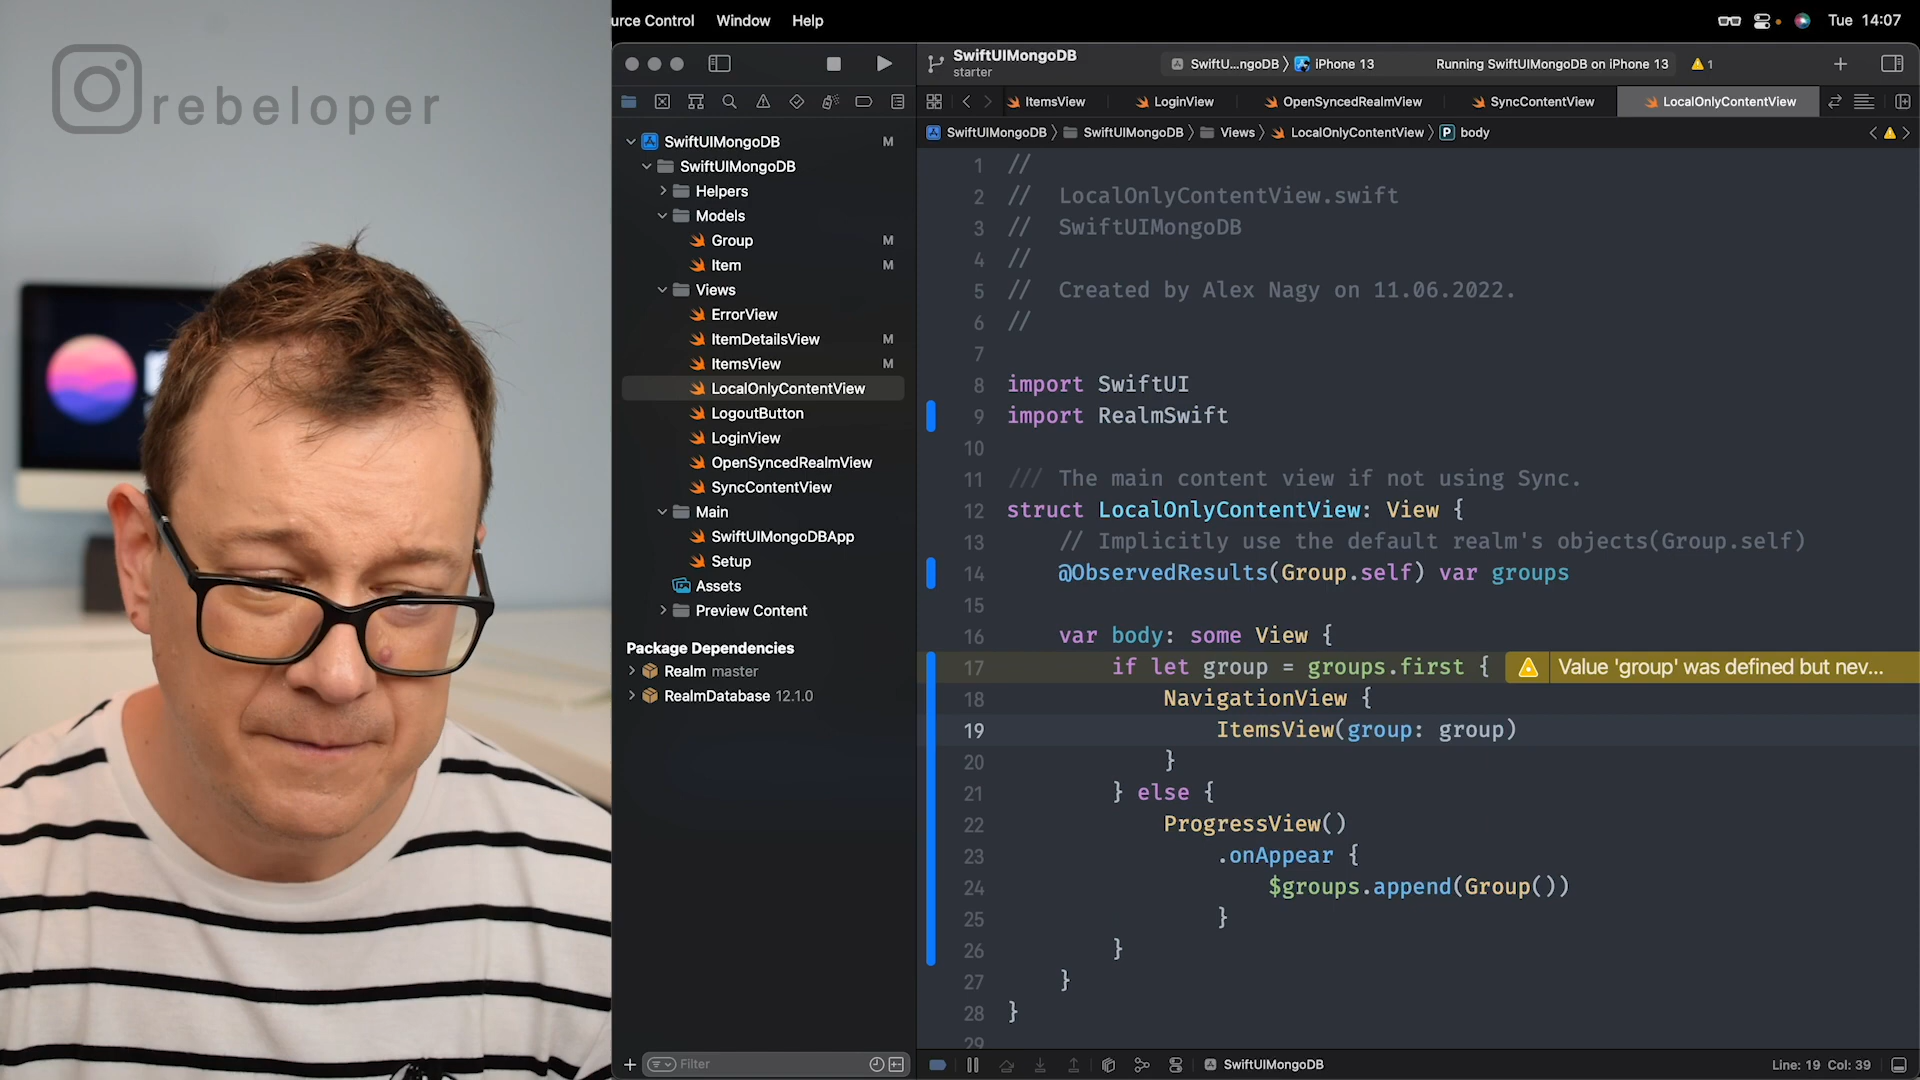 rebeloper
urce Control Window Help
Tue 14:07
SwiftUIMongoDB
starter
SwiftU...ngoDB
iPhone 13
Running SwiftUIMongoDB on iPhone 13
1
ItemsView
LoginView
OpenSyncedRealmView
SyncContentView
LocalOnlyContentView
SwiftUIMongoDB
SwiftUIMongoDB
Views
LocalOnlyContentView
P body
SwiftUIMongoDB M
SwiftUIMongoDB
Helpers
Models
Group M
Item M
Views
ErrorView
ItemDetailsView M
ItemsView M
LocalOnlyContentView
LogoutButton
LoginView
OpenSyncedRealmView
SyncContentView
Main
SwiftUIMongoDBApp
Setup
Assets
Preview Content
Package Dependencies
Realm master
RealmDatabase 12.1.0
Filter
1 //
2 // LocalOnlyContentView.swift
3 // SwiftUIMongoDB
4 //
5 // Created by Alex Nagy on 11.06.2022.
6 //
7
8 import SwiftUI
9 import RealmSwift
10
11 /// The main content view if not using Sync.
12 struct LocalOnlyContentView: View {
13 // Implicitly use the default realm's objects(Group.self)
14 @ObservedResults(Group.self) var groups
15
16 var body: some View {
17 if let group = groups.first { Value 'group' was defined but nev...
18 NavigationView {
19 ItemsView(group: group)
20 }
21 } else {
22 ProgressView()
23 .onAppear {
24 $groups.append(Group())
25 }
26 }
27 }
28 }
29
SwiftUIMongoDB
Line: 19 Col: 39